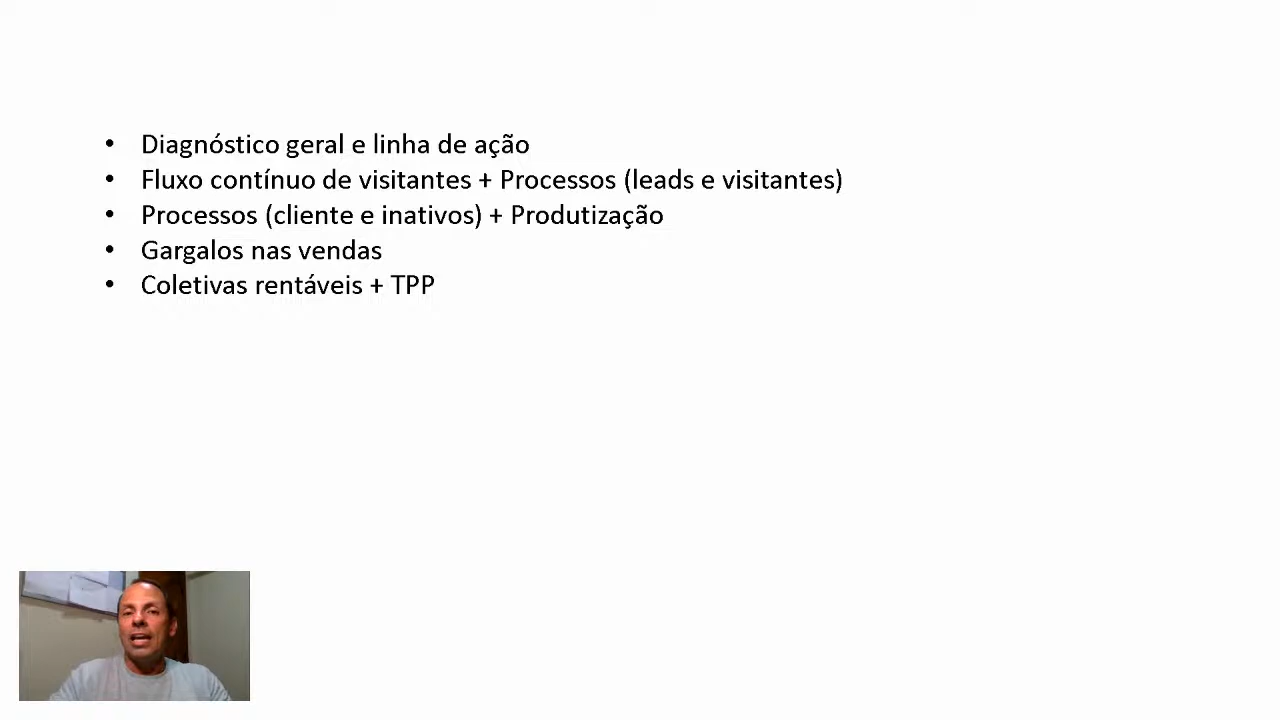 • Diagnóstico geral e linha de ação
• Fluxo contínuo de visitantes + Processos (leads e visitantes)
• Processos (cliente e inativos) + Produtização
• Gargalos nas vendas
• Coletivas rentáveis + TPP